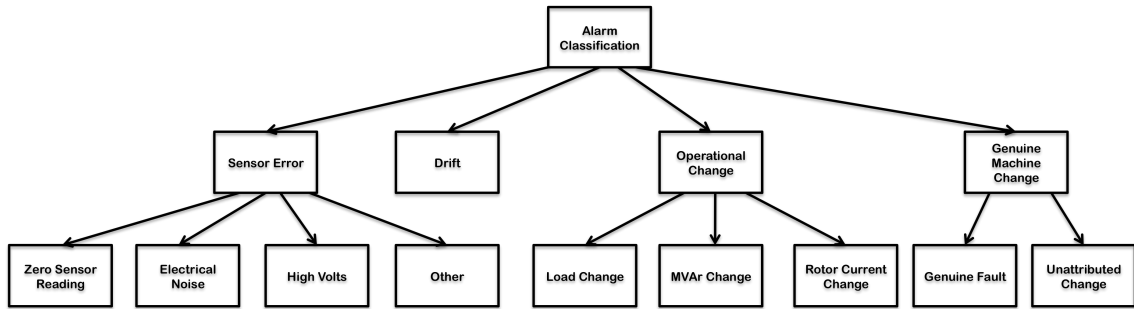 Alarm
Classification
Sensor Error
Drift
Operational
Change
Genuine
Machine
Change
Zero Sensor
Reading
Electrical
Noise
High Volts
Other
Load Change
MVAr Change
Rotor Current
Change
Genuine Fault
Unattributed
Change